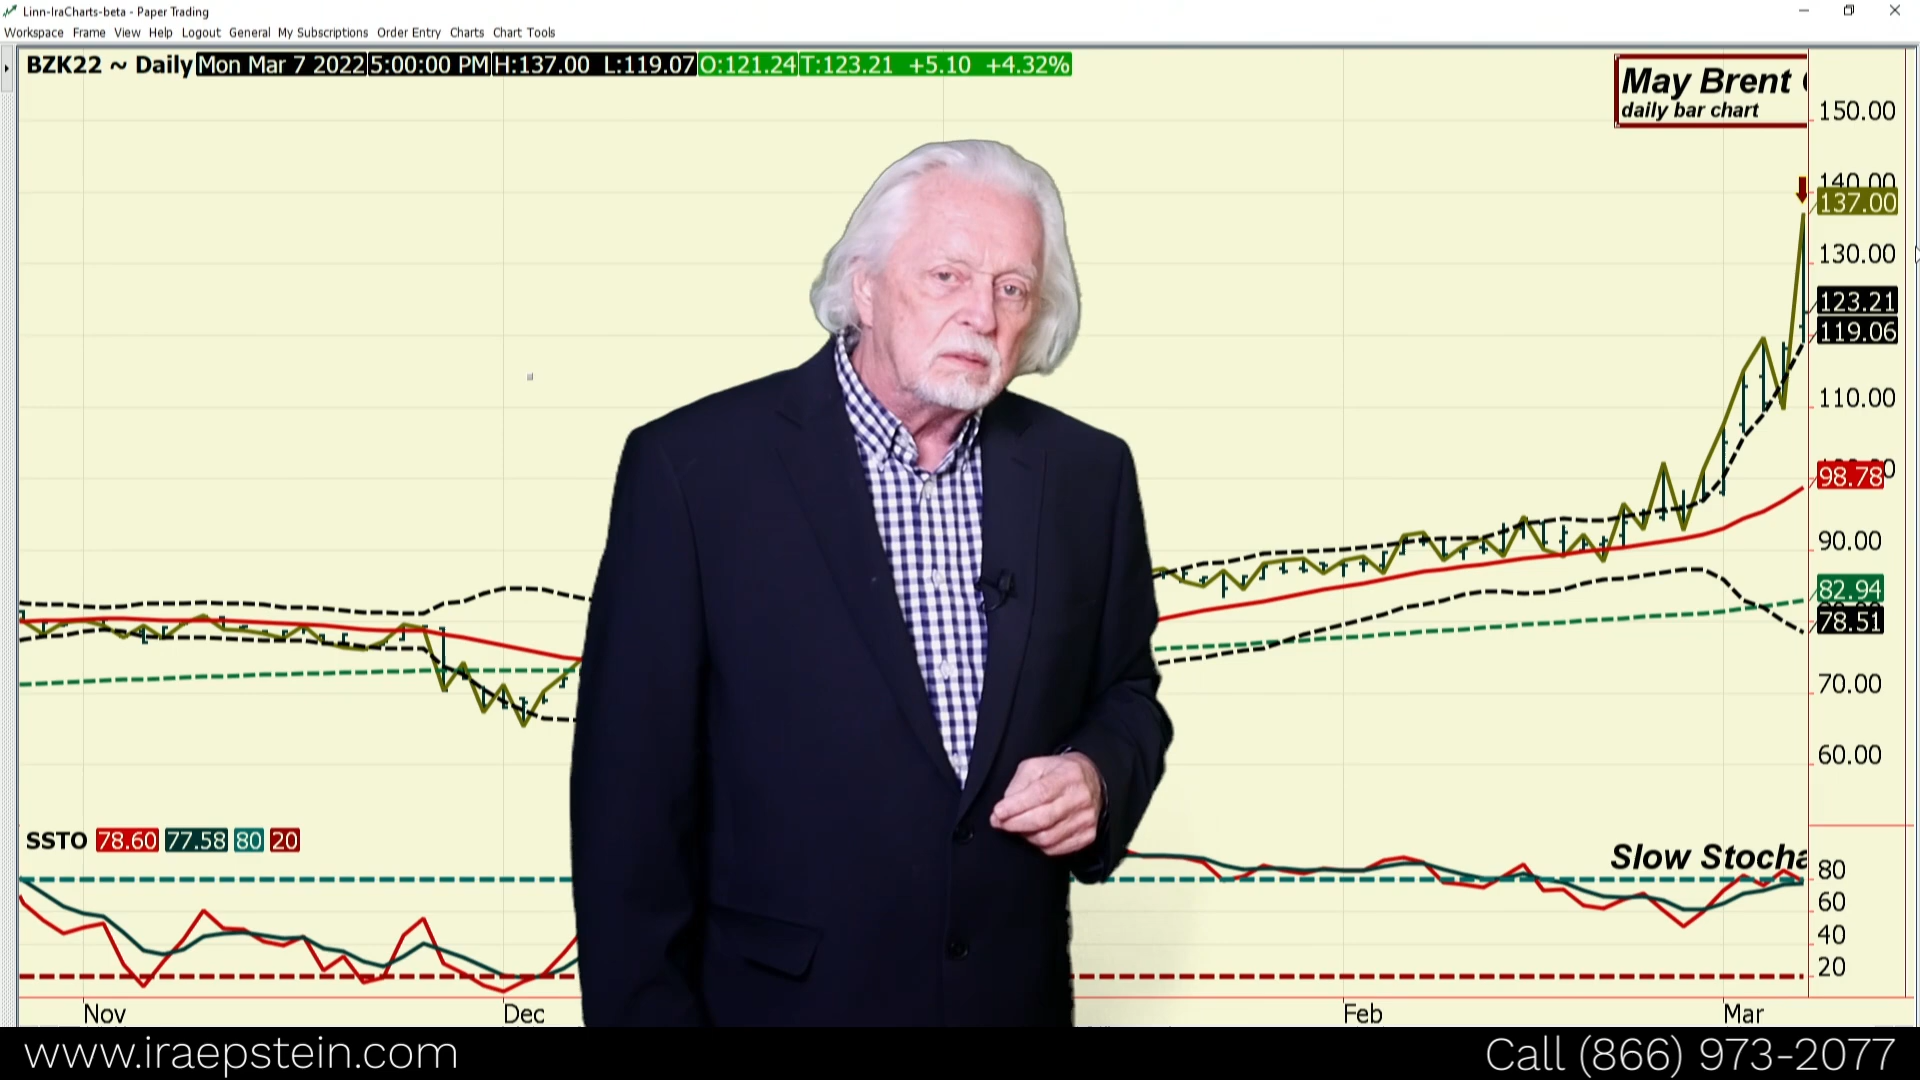 Linn-IraCharts-beta - Paper Trading
Workspace Frame View Help Logout General My Subscriptions Order Entry Charts Chart Tools
BZK22 ~ Daily Mon Mar 7 2022 5:00:00 PM H:137.00 L:119.07 O:121.24 T:123.21 +5.10 +4.32%
May Brent
daily bar chart
150.00
140.00
137.00
130.00
123.21
119.06
110.00
98.78
90.00
82.94
78.51
70.00
60.00
SSTO 78.60 77.58 80 20
Slow Stocha
80
60
40
20
Nov Dec Feb Mar
www.iraepstein.com Call (866) 973-2077